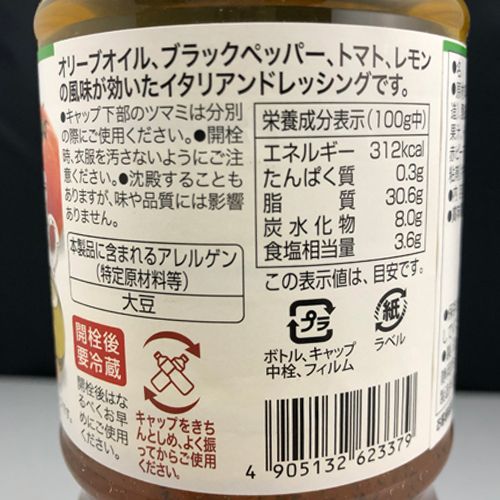 オリーブオイル、ブラックペッパー、トマト、レモン
の風味が効いたイタリアンドレッシングです。
●キャップ下部のツマミは分別
の際にご使用ください。●開栓
時、衣服を汚さないようにご注
意ください。●沈殿することも
ありますが、味や品質には影響
ありません。
本製品に含まれるアレルゲン
(特定原材料等)
大豆
栄養成分表示(100g中)
エネルギー 312kcal
たんぱく質 0.3g
脂質 30.6g
炭水化物 8.0g
食塩相当量 3.6g
この表示値は、目安です。
プラ
ボトル、キャップ
中栓、フィルム
紙
ラベル
開栓後
要冷蔵
開栓後はな
るべくお早
めにご使用
ください。
キャップをきち
んとしめ、よく振
ってからご使用
ください。
4 905132 623379